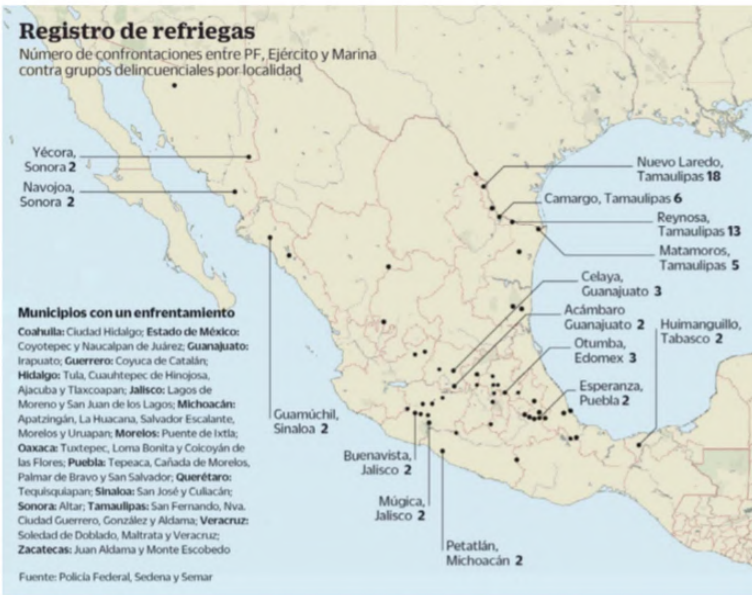 Registro de refriegas
Número de confrontaciones entre PF, Ejército y Marina
contra grupos delincuenciales por localidad
Yécora,
Sonora 2
Navojoa,
Sonora 2
Nuevo Laredo,
Tamaulipas 18
Camargo, Tamaulipas 6
Reynosa,
Tamaulipas 13
Matamoros,
Tamaulipas 5
Celaya,
Guanajuato 3
Acámbaro
Guanajuato 2
Huimanguillo,
Tabasco 2
Otumba,
Edomex 3
Esperanza,
Puebla 2
Guamúchil,
Sinaloa 2
Buenavista,
Jalisco 2
Múgica,
Jalisco 2
Petatlán,
Michoacán 2
Municipios con un enfrentamiento
Coahuila: Ciudad Hidalgo; Estado de México:
Coyotepec y Naucalpan de Juárez; Guanajuato:
Irapuato; Guerrero: Coyuca de Catalán;
Hidalgo: Tula, Cuauhtepec de Hinojosa,
Ajacuba y Tlaxcoapan; Jalisco: Lagos de
Moreno y San Juan de los Lagos; Michoacán:
Apatzingán, La Huacana, Salvador Escalante,
Morelos y Uruapan; Morelos: Puente de Ixtla;
Oaxaca: Tuxtepec, Loma Bonita y Coicoyán de
las Flores; Puebla: Tepeaca, Cañada de Morelos,
Palmar de Bravo y San Salvador; Querétaro:
Tequisquiapan; Sinaloa: San José y Culiacán;
Sonora: Altar; Tamaulipas: San Fernando, Nva.
Ciudad Guerrero, González y Aldama; Veracruz:
Soledad de Doblado, Maltrata y Veracruz;
Zacatecas: Juan Aldama y Monte Escobedo
Fuente: Policía Federal, Sedena y Semar